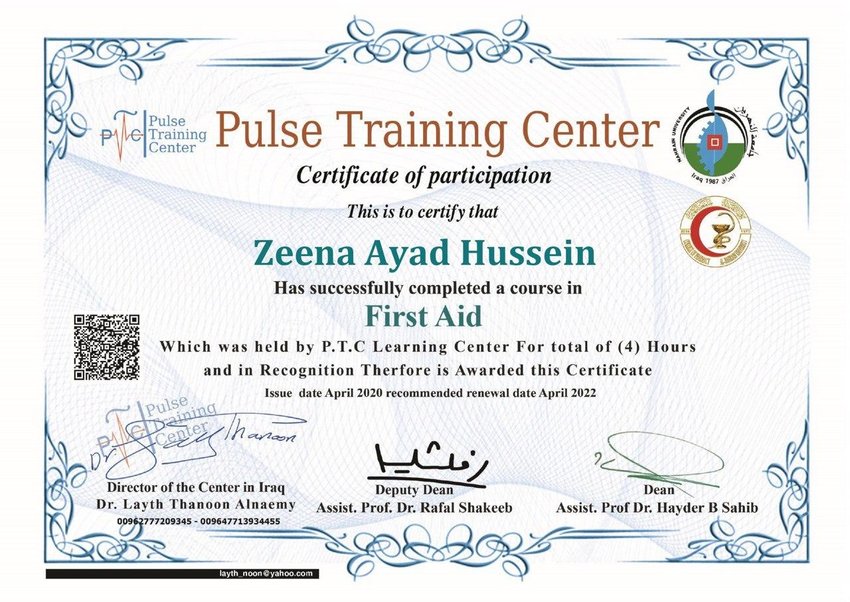 PTC Pulse
Training
Center
Pulse Training Center
NAHRAIN UNIVERSITY
جامعة النهرين
Iraq 1987 العراق
Certificate of participation
This is to certify that
Zeena Ayad Hussein
Has successfully completed a course in
First Aid
Which was held by P.T.C Learning Center For total of (4) Hours
and in Recognition Therfore is Awarded this Certificate
Issue date April 2020 recommended renewal date April 2022
PTC Pulse
Training
Center
Dr. Thanoon
Director of the Center in Iraq
Dr. Layth Thanoon Alnaemy
00962777209345 - 009647713934455
Deputy Dean
Assist. Prof. Dr. Rafal Shakeeb
Dean
Assist. Prof Dr. Hayder B Sahib
layth_noon@yahoo.com